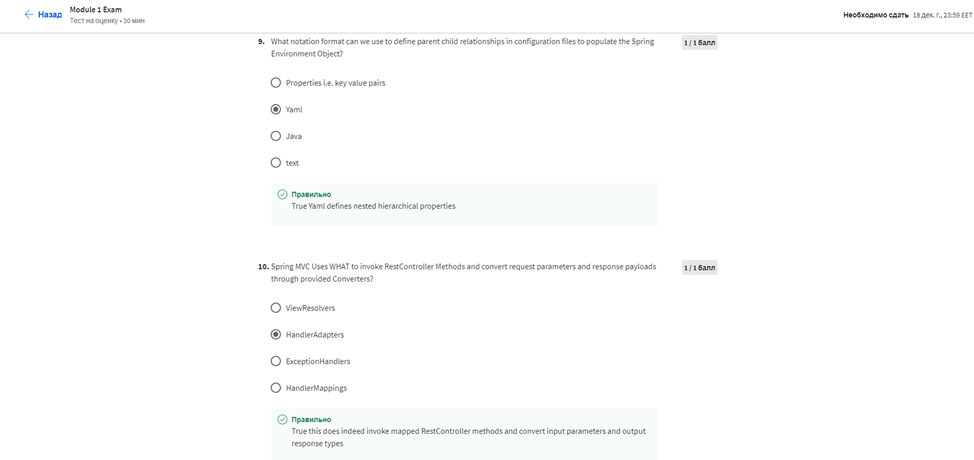 Назад
Module 1 Exam
Тест на оценку • 30 мин
Необходимо сдать 18 дек. г., 23:59 EET
9. What notation format can we use to define parent child relationships in configuration files to populate the Spring
Environment Object?
1 / 1 балл
Properties i.e. key value pairs
Yaml
Java
text
Правильно
True Yaml defines nested hierarchical properties
10. Spring MVC Uses WHAT to invoke RestController Methods and convert request parameters and response payloads
through provided Converters?
1 / 1 балл
ViewResolvers
HandlerAdapters
ExceptionHandlers
HandlerMappings
Правильно
True this does indeed invoke mapped RestController methods and convert input parameters and output
response types